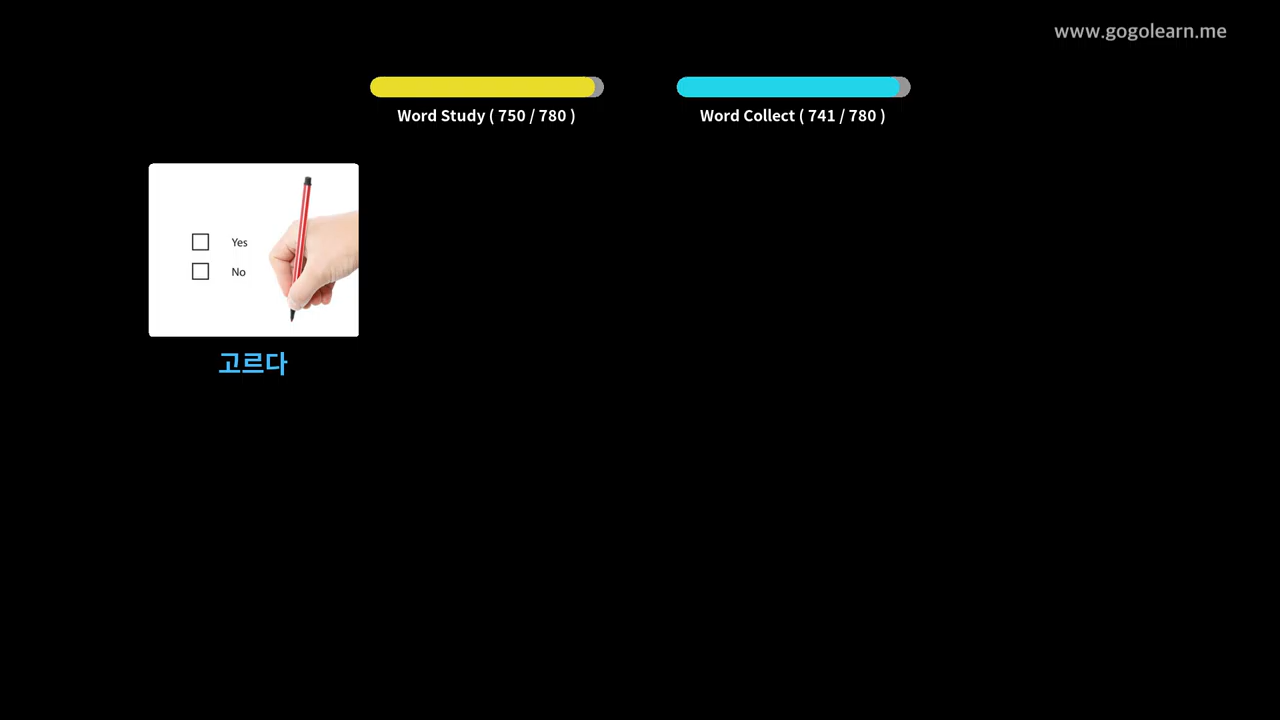 www.gogolearn.me
Word Study ( 750 / 780 )
Word Collect ( 741 / 780 )
Yes
No
고르다